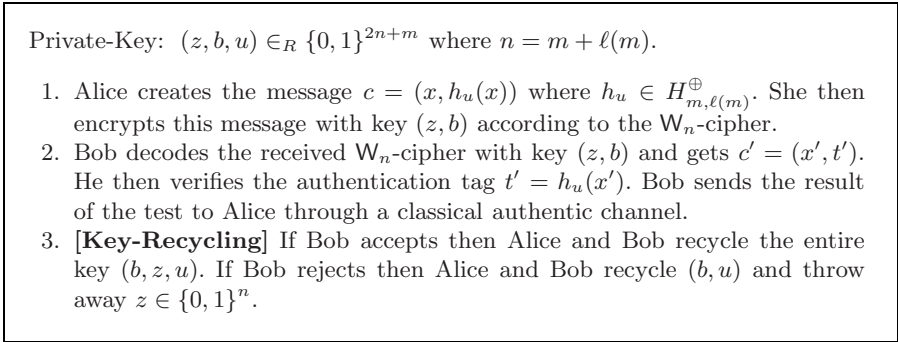 Private-Key: (z, b, u) ∈_R {0, 1}^{2n+m} where n = m + ℓ(m).
1. Alice creates the message c = (x, h_u(x)) where h_u ∈ H^⊕_{m,ℓ(m)}. She then
encrypts this message with key (z, b) according to the W_n-cipher.
2. Bob decodes the received W_n-cipher with key (z, b) and gets c′ = (x′, t′).
He then verifies the authentication tag t′ = h_u(x′). Bob sends the result
of the test to Alice through a classical authentic channel.
3. [Key-Recycling] If Bob accepts then Alice and Bob recycle the entire
key (b, z, u). If Bob rejects then Alice and Bob recycle (b, u) and throw
away z ∈ {0, 1}^n.